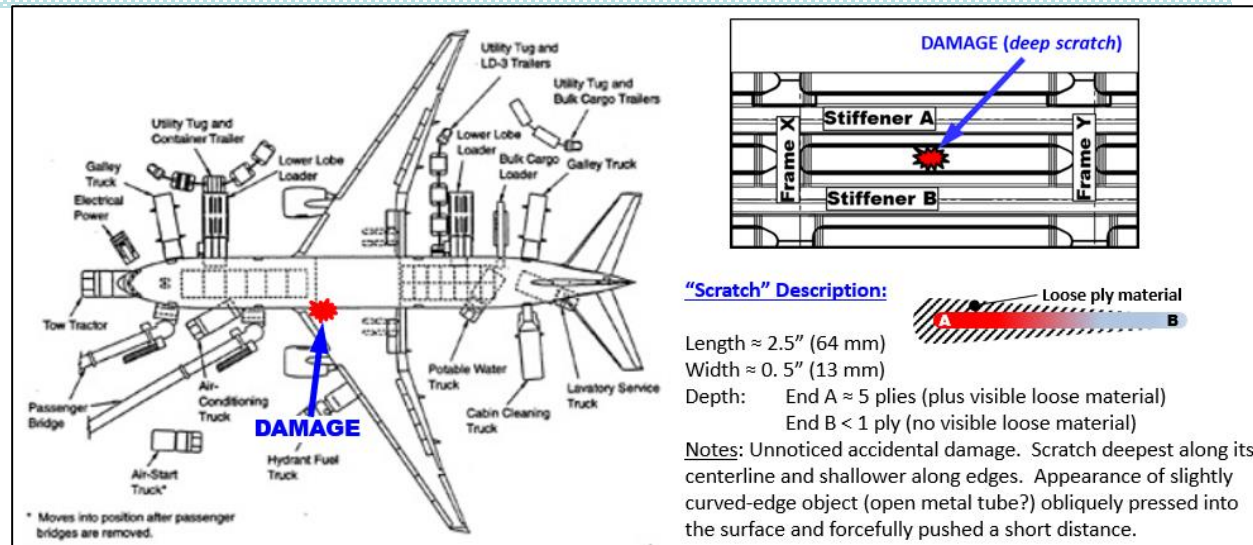 Utility Tug and
LD-3 Trailers
Utility Tug and
Bulk Cargo Trailers
Utility Tug and
Container Trailer
Lower Lobe
Loader
Galley
Truck
Electrical
Power
Lower Lobe
Loader
Bulk Cargo
Loader
Galley Truck
Tow Tractor
Passenger
Bridge
Air-
Conditioning
Truck
Air-Start
Truck*
DAMAGE
Hydrant Fuel
Truck
Potable Water
Truck
Cabin Cleaning
Truck
Lavatory Service
Truck
* Moves into position after passenger
bridges are removed.
DAMAGE (deep scratch)
Stiffener A
Frame X
Frame Y
Stiffener B
"Scratch" Description:
Loose ply material
A
B
Length ≈ 2.5" (64 mm)
Width ≈ 0. 5" (13 mm)
Depth: End A ≈ 5 plies (plus visible loose material)
End B < 1 ply (no visible loose material)
Notes: Unnoticed accidental damage. Scratch deepest along its
centerline and shallower along edges. Appearance of slightly
curved-edge object (open metal tube?) obliquely pressed into
the surface and forcefully pushed a short distance.